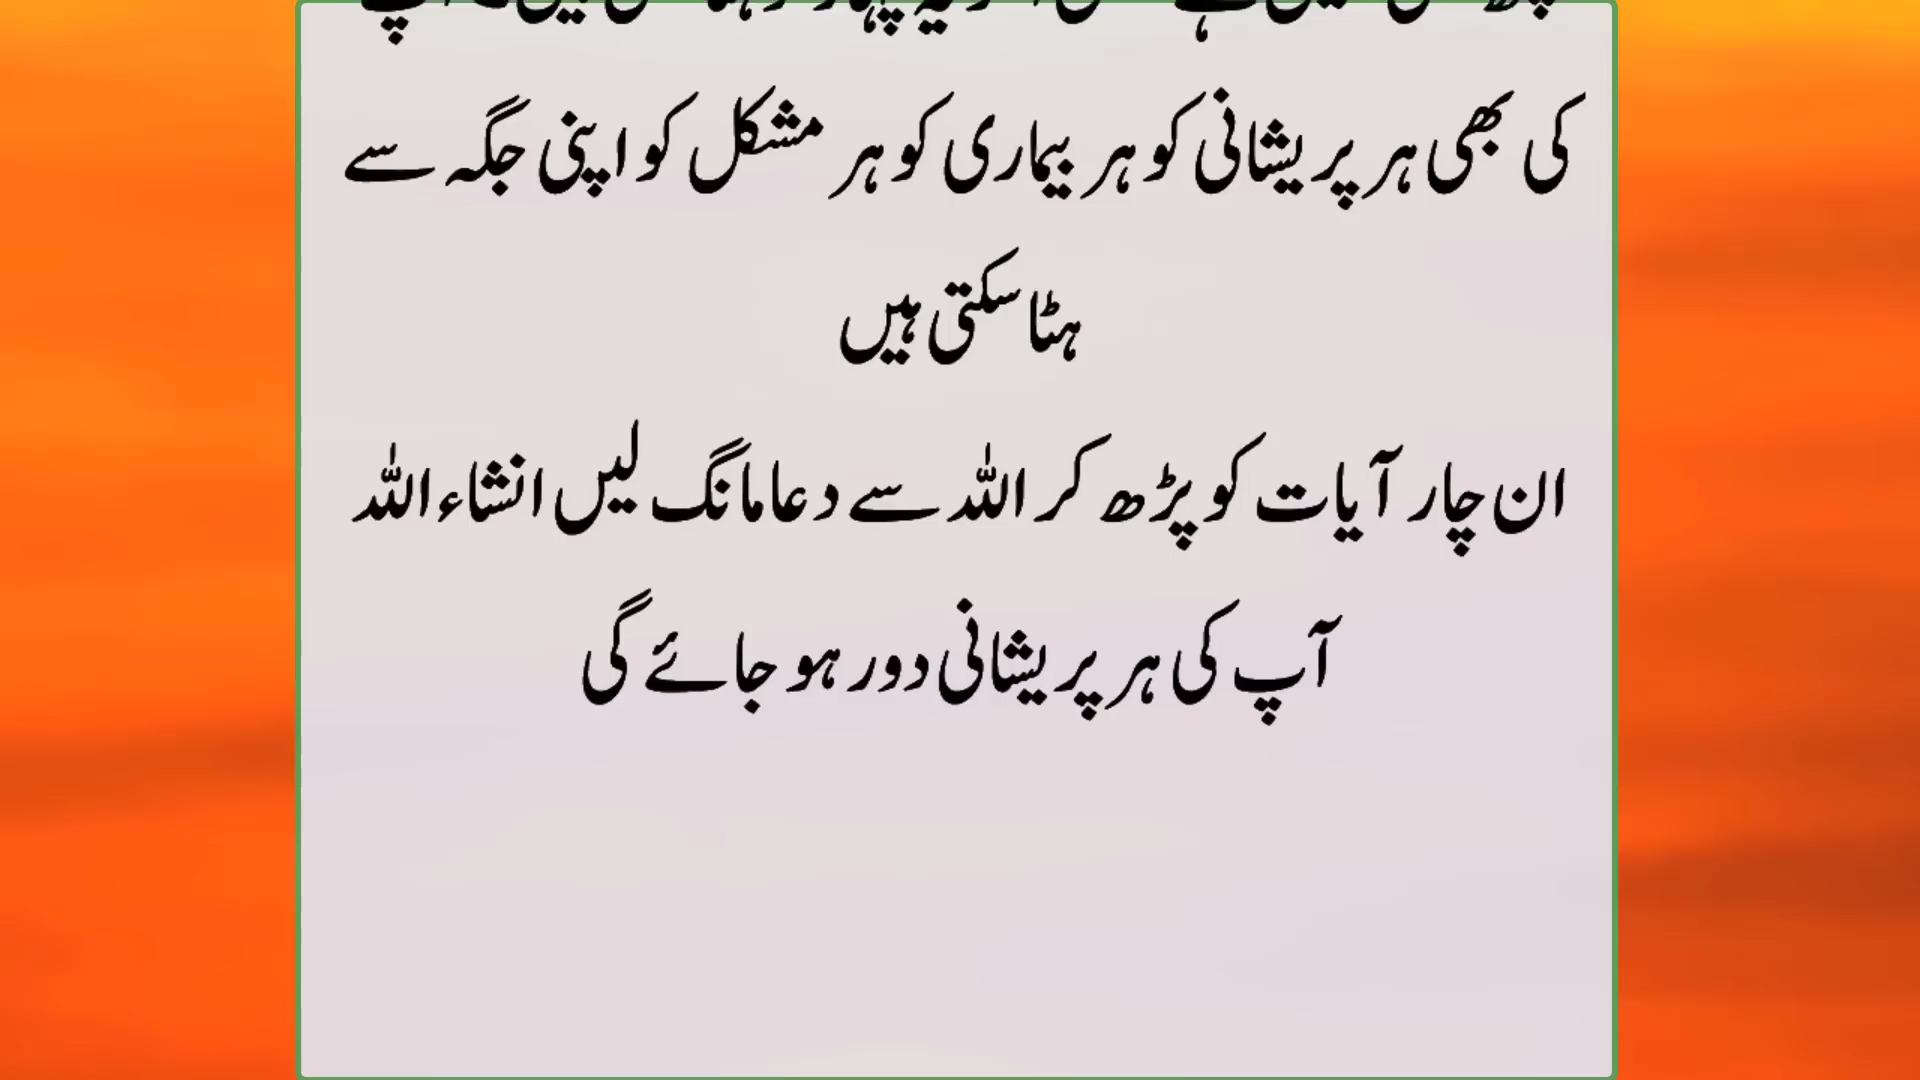 کی بھی ہر پریشانی کو ہر بیماری کو ہر مشکل کو اپنی جگہ سے
ہٹا سکتی ہیں
ان چار آیات کو پڑھ کر اللہ سے دعا مانگ لیں انشاء اللہ
آپ کی ہر پریشانی دور ہو جائے گی